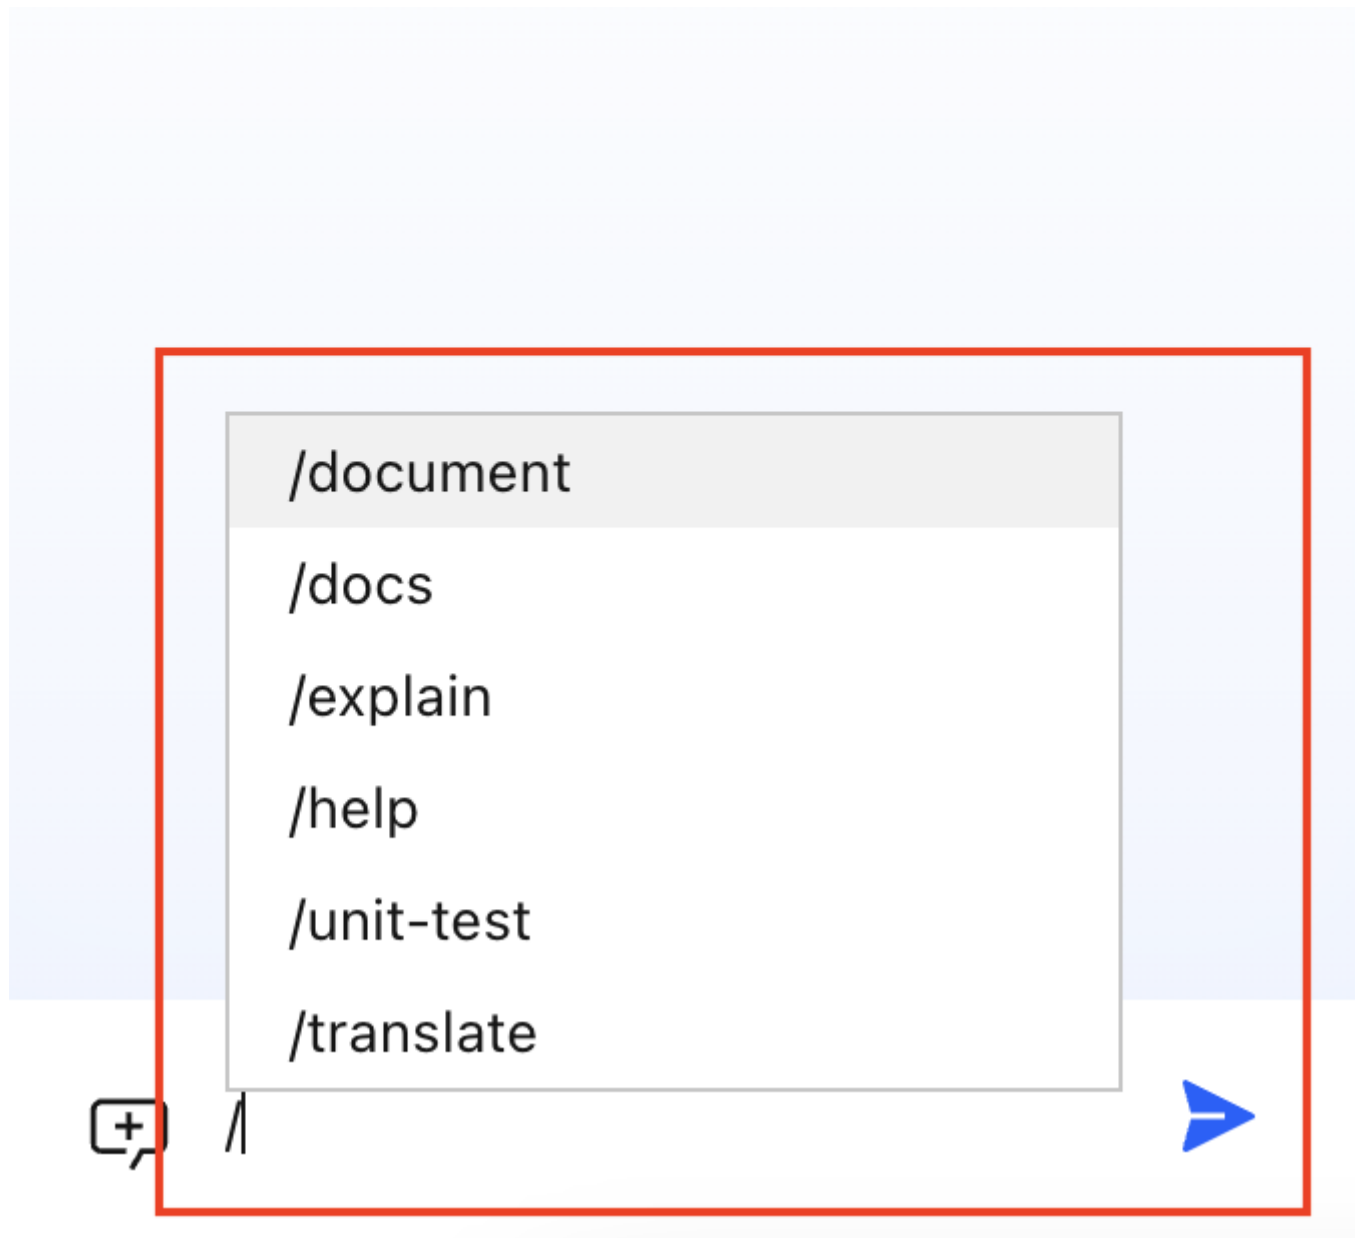 /document
/docs
/explain
/help
/unit-test
/translate
/